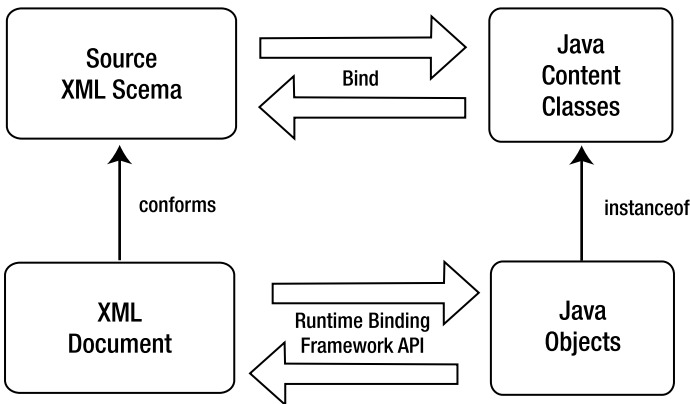 Source
XML Scema
Bind
Java
Content
Classes
conforms
instanceof
XML
Document
Runtime Binding
Framework API
Java
Objects